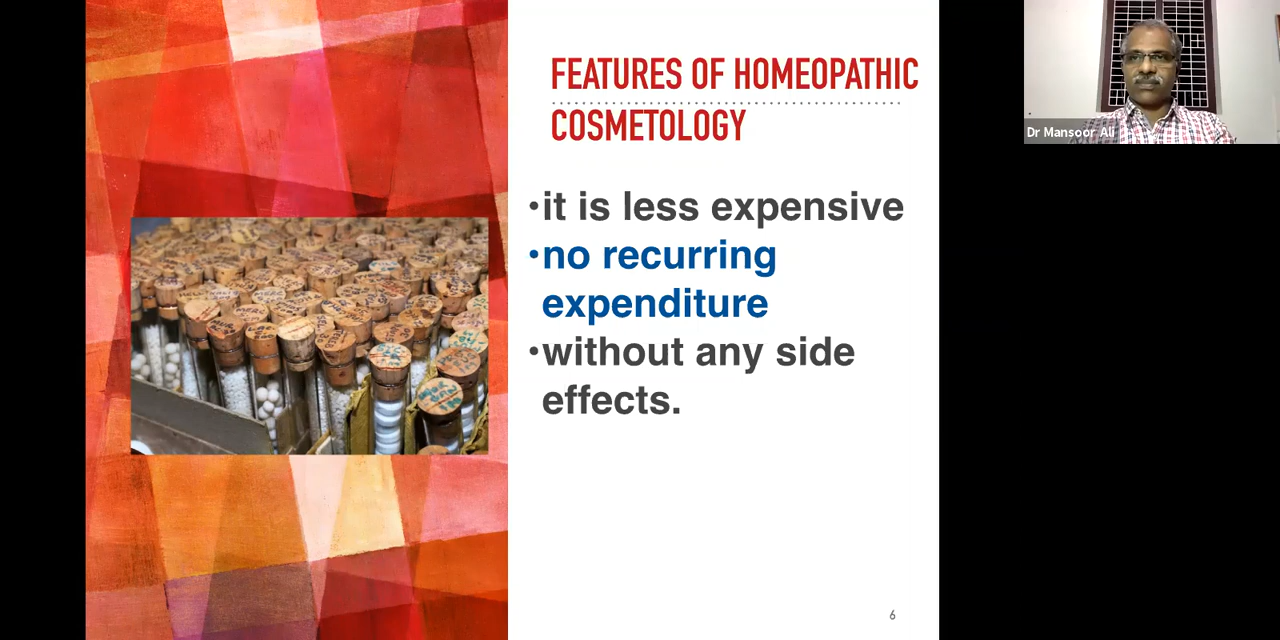 FEATURES OF HOMEOPATHIC
COSMETOLOGY
•it is less expensive
•no recurring
expenditure
•without any side
effects.
6
Dr Mansoor Ali